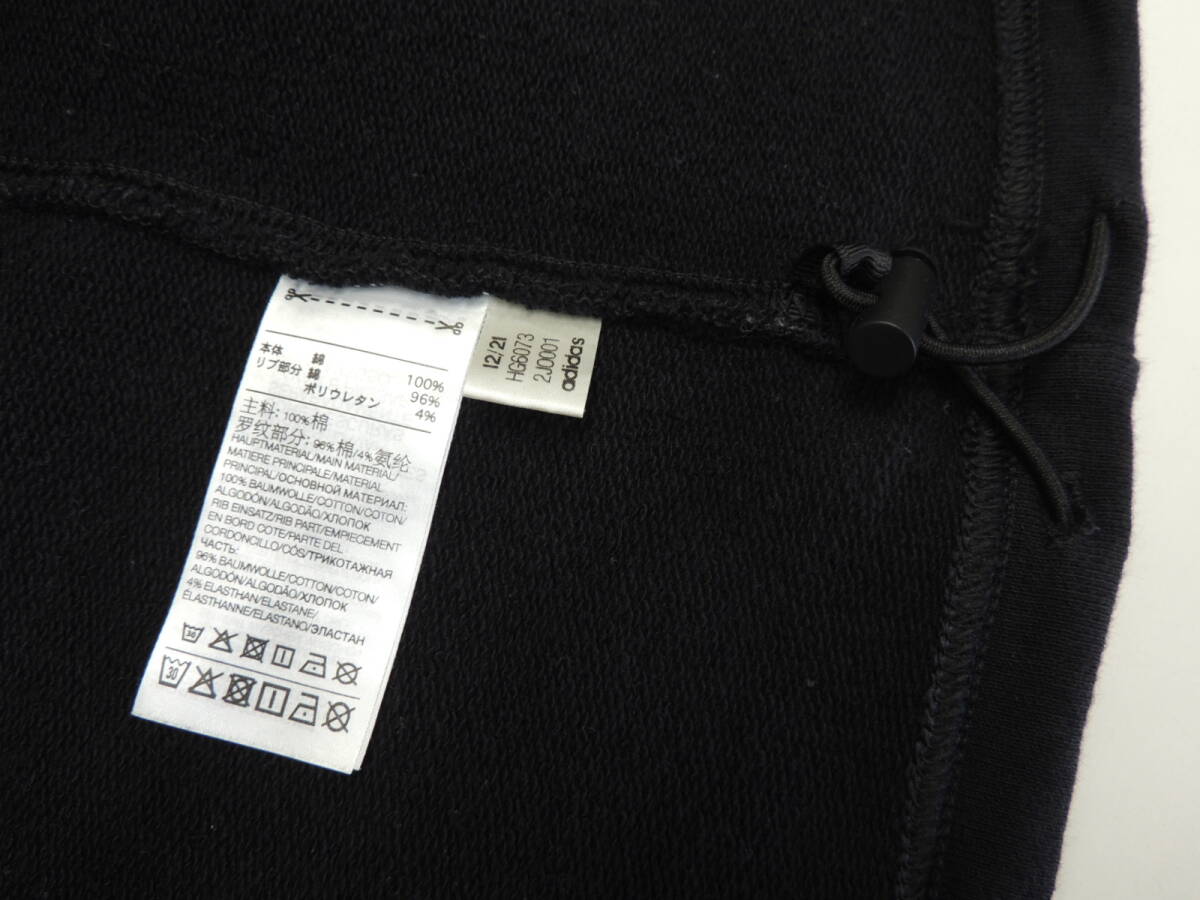 本体 綿 100%
リブ部分 綿 96%
ポリウレタン 4%
主料: 100%棉
罗纹部分: 96%棉/4%氨纶
HAUPTMATERIAL/MAIN MATERIAL/
MATIERE PRINCIPALE/MATERIAL
PRINCIPAL/ОСНОВНОЙ МАТЕРИАЛ:
100% BAUMWOLLE/COTTON/COTON/
ALGODÓN/ALGODÃO/ХЛОПОК
RIB EINSATZ/RIB PART/EMPIECEMENT
EN BORD COTE/PARTE DEL
CORDONCILLO/CÓS/ТРИКОТАЖНАЯ
ЧАСТЬ:
96% BAUMWOLLE/COTTON/COTON/
ALGODÓN/ALGODÃO/ХЛОПОК
4% ELASTHAN/ELASTANE/
ÉLASTHANNE/ELASTANO/ЭЛАСТАН
30
30
12/21
HG6073
2J0001
adidas